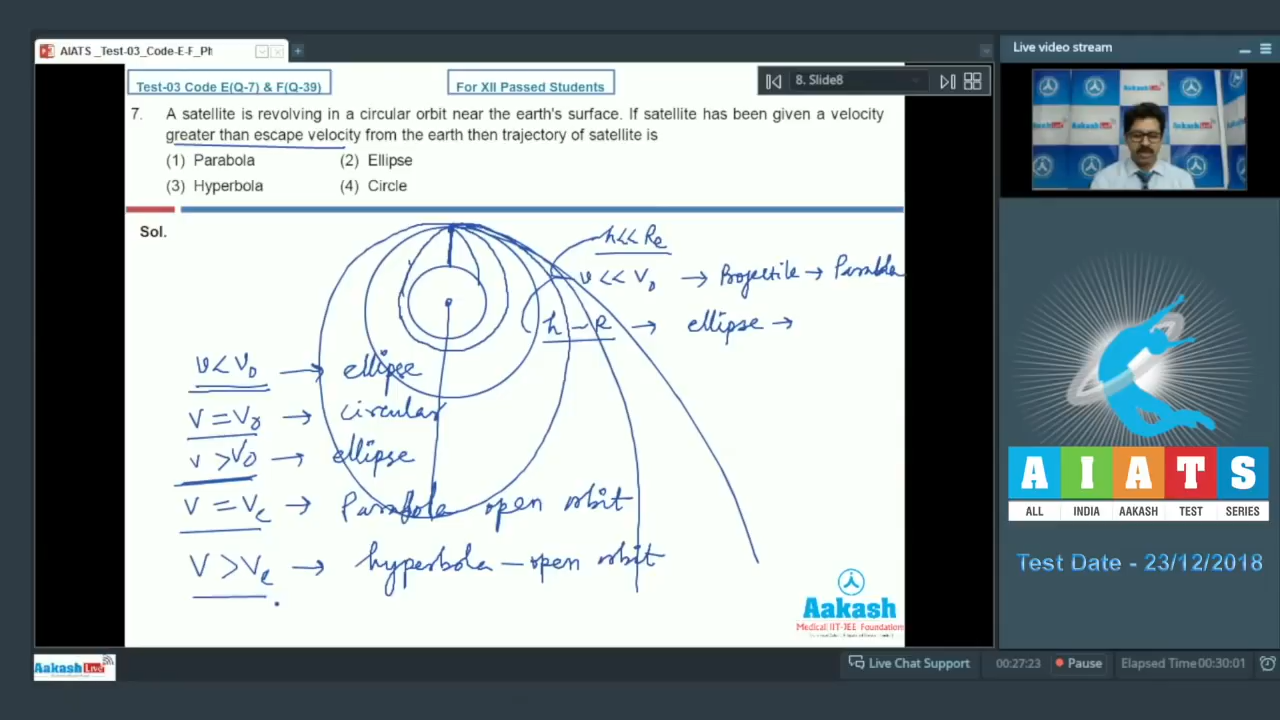 AIATS _Test-03_Code-E-F_Ph
Live video stream
8. Slide8
Test-03 Code E(Q-7) & F(Q-39)
For XII Passed Students
7. A satellite is revolving in a circular orbit near the earth's surface. If satellite has been given a velocity
greater than escape velocity from the earth then trajectory of satellite is
(1) Parabola (2) Ellipse
(3) Hyperbola (4) Circle
Sol.
h<<Re
v << V₀ → Projectile → Parabola
h ~ R → ellipse →
v < V₀ → ellipse
V = V₀ → circular
v > V₀ → ellipse
V = Ve → Parabola open orbit
V > Ve → hyperbola – open orbit
Aakash
Medical|IIT-JEE|Foundations
A I A T S
ALL INDIA AAKASH TEST SERIES
Test Date - 23/12/2018
Aakash Live
Live Chat Support
00:27:23
Pause
Elapsed Time 00:30:01